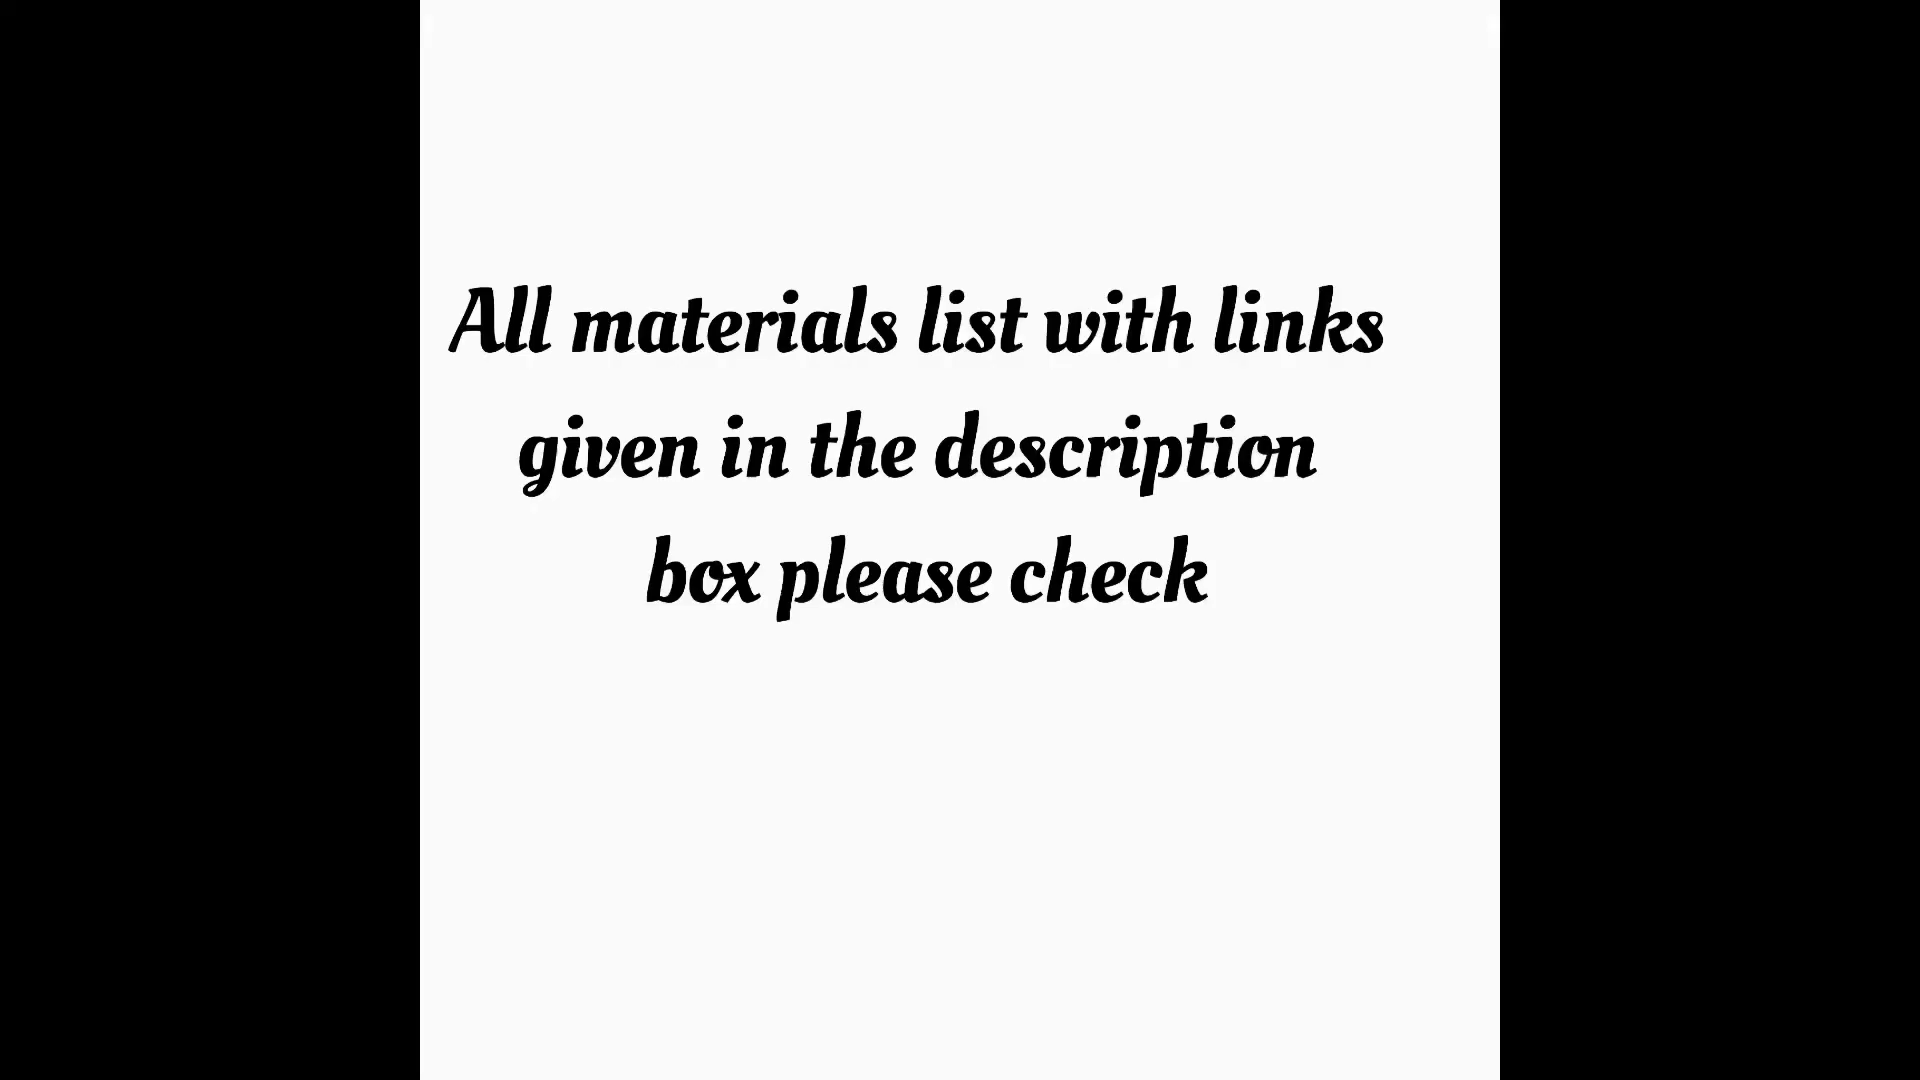 All materials list with links
given in the description
box please check